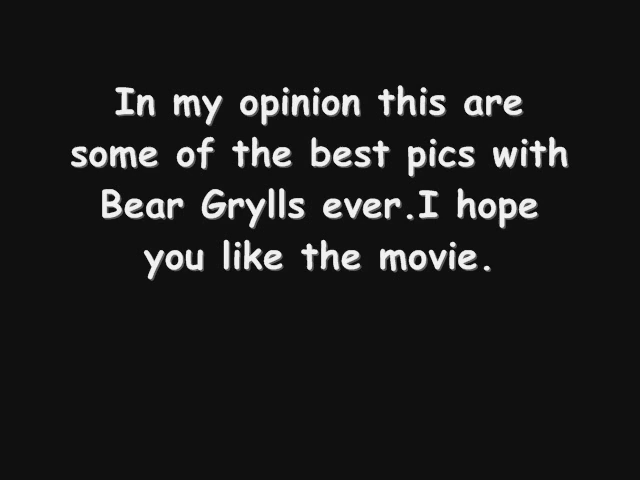 In my opinion this are
some of the best pics with
Bear Grylls ever.I hope
you like the movie.